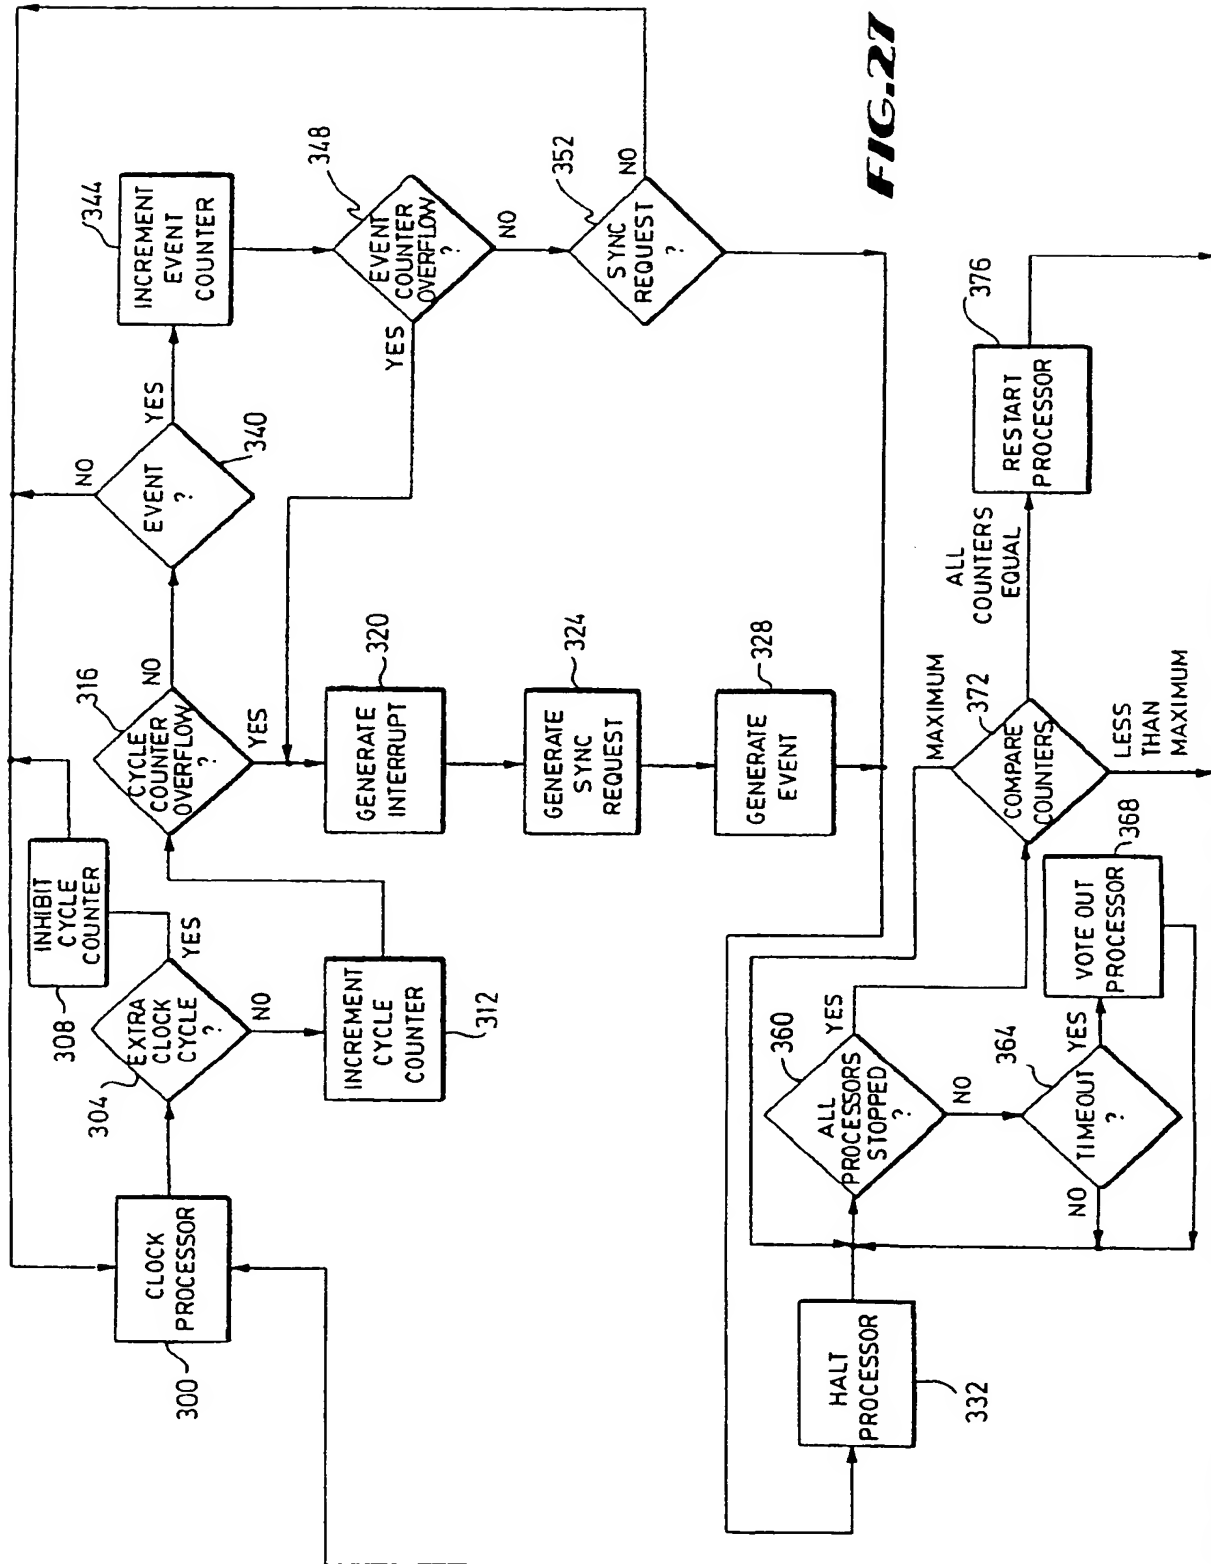 CLOCK
PROCESSOR
300
EXTRA
CLOCK
CYCLE
?
304
YES
NO
INHIBIT
CYCLE
COUNTER
308
INCREMENT
CYCLE
COUNTER
312
CYCLE
COUNTER
OVERFLOW
?
316
NO
YES
GENERATE
INTERRUPT
320
GENERATE
SYNC
REQUEST
324
GENERATE
EVENT
328
EVENT
?
340
NO
YES
INCREMENT
EVENT
COUNTER
344
EVENT
COUNTER
OVERFLOW
?
348
YES
NO
SYNC
REQUEST
?
352
NO
HALT
PROCESSOR
332
ALL
PROCESSORS
STOPPED
?
360
YES
NO
TIMEOUT
?
364
NO
YES
VOTE OUT
PROCESSOR
368
COMPARE
COUNTERS
372
MAXIMUM
LESS
THAN
MAXIMUM
ALL
COUNTERS
EQUAL
RESTART
PROCESSOR
376
FIG.27